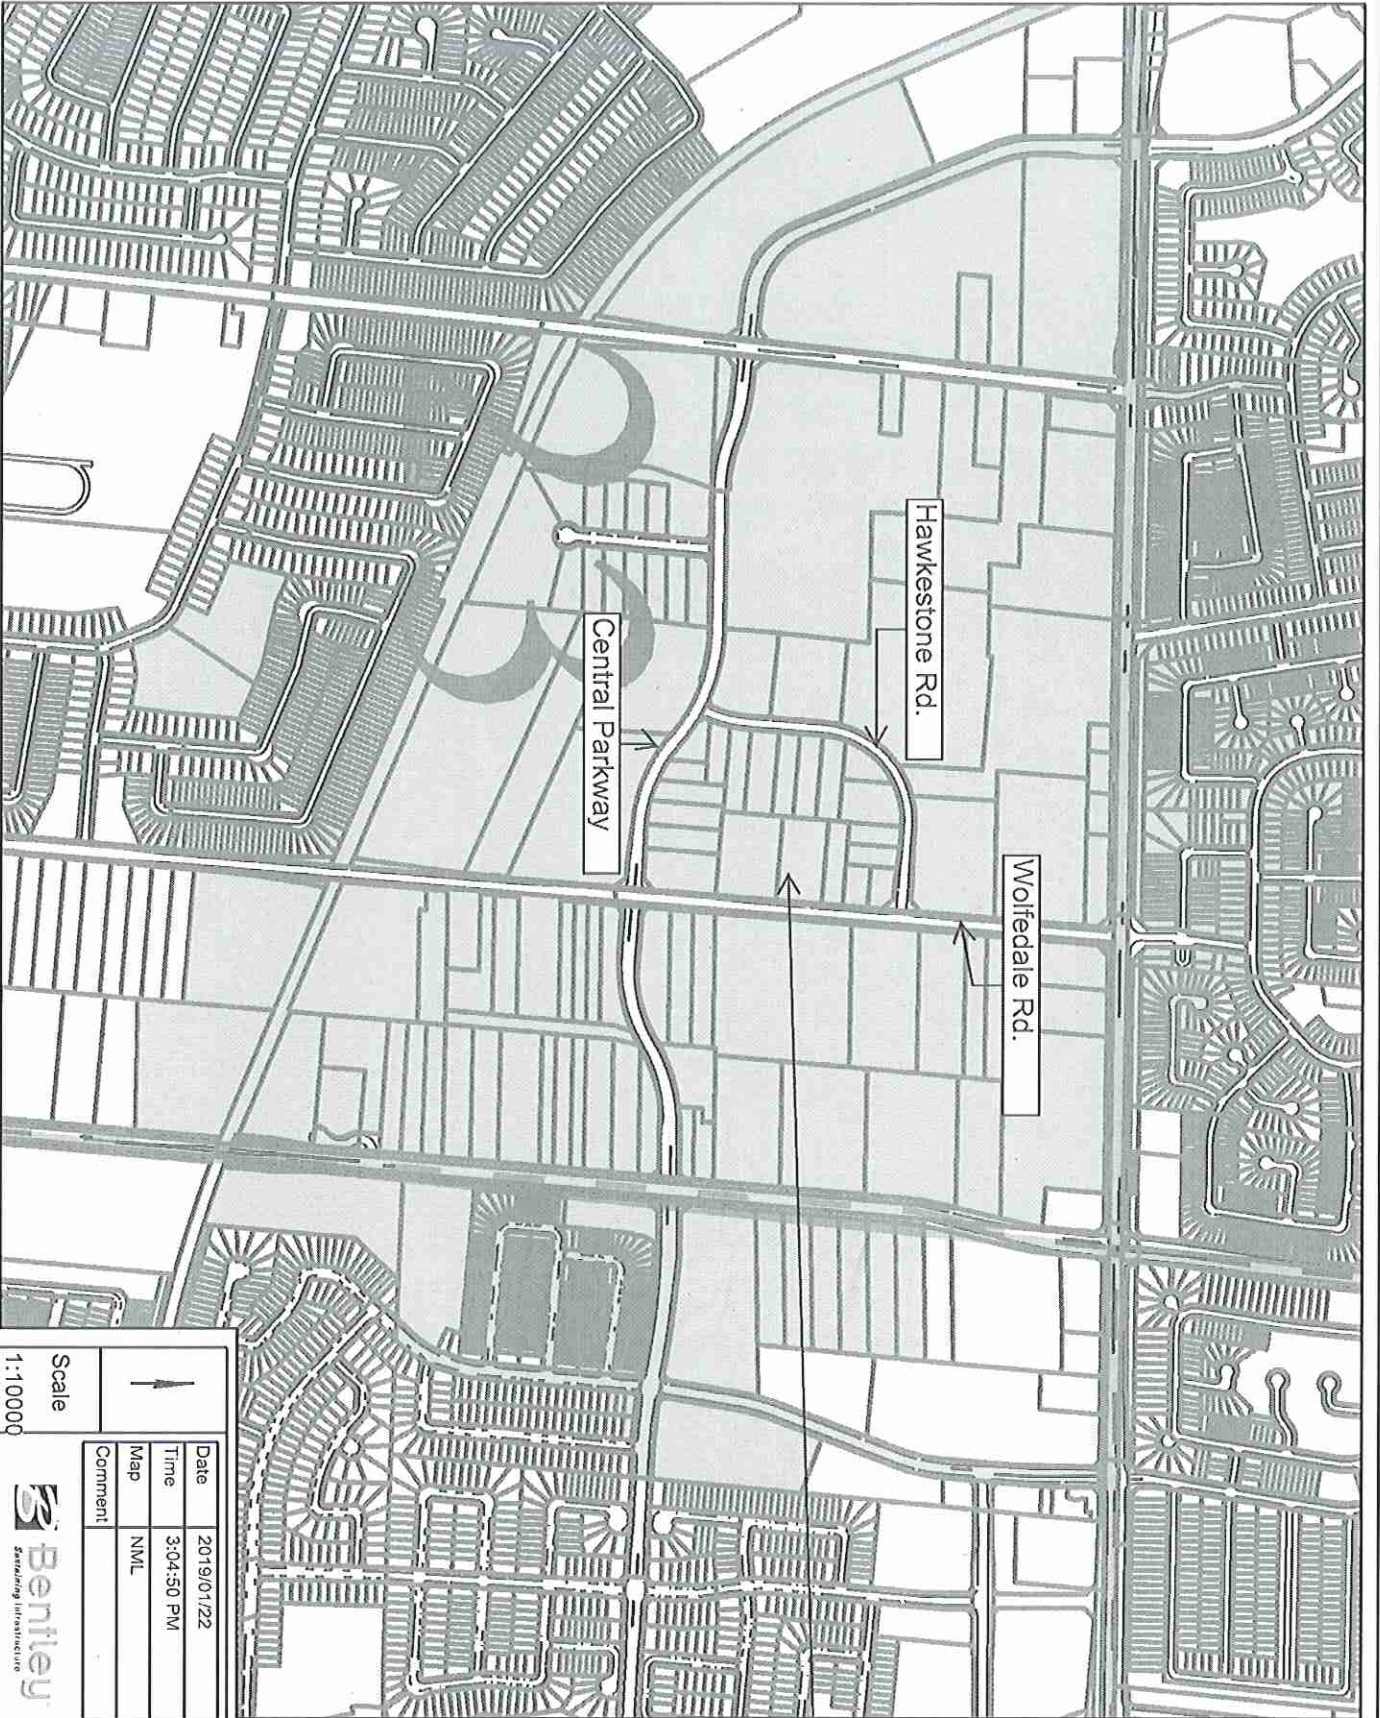 Hawkestone Rd.
Wolfedale Rd.
Central Parkway
23
Date 2019/01/22
Time 3:04:50 PM
Map NML
Comment
Scale
1:10000
Bentley
Sustaining Infrastructure